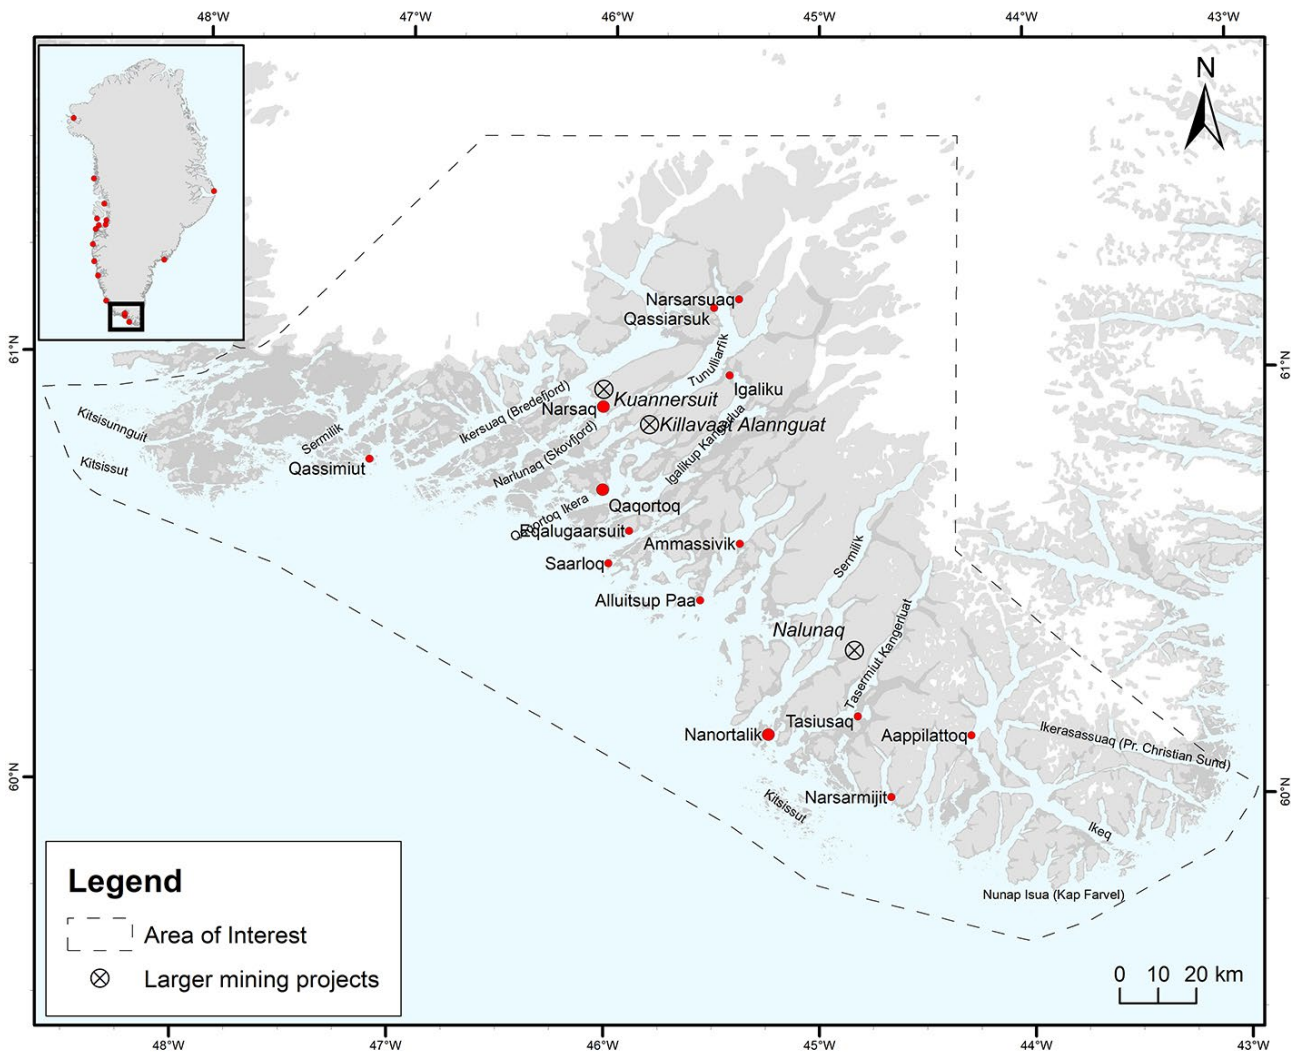 48°W
47°W
46°W
45°W
44°W
43°W
N
61°N
61°N
Narsarsuaq
Qassiarsuk
Tunulliarfik
Igaliku
Kuannersuit
Narsaq
Ikersuaq (Bredefjord)
Killavaat Alannguat
Kitsisunnguit
Sermilik
Kitsissut
Qassimiut
Narlunaq (Skovfjord)
Igalikup Kangerlua
Qaqortoq
Qaqortoq Ikera
Eqalugaarsuit
Ammassivik
Saarloq
Sermilik
Alluitsup Paa
Nalunaq
Tasermiut Kangerluat
Tasiusaq
Nanortalik
Aappilattoq
Ikerasassuaq (Pr. Christian Sund)
60°N
60°N
Narsarmijit
Kitsissut
Ikeq
Nunap Isua (Kap Farvel)
Legend
Area of Interest
Larger mining projects
0 10 20 km
48°W
47°W
46°W
45°W
44°W
43°W